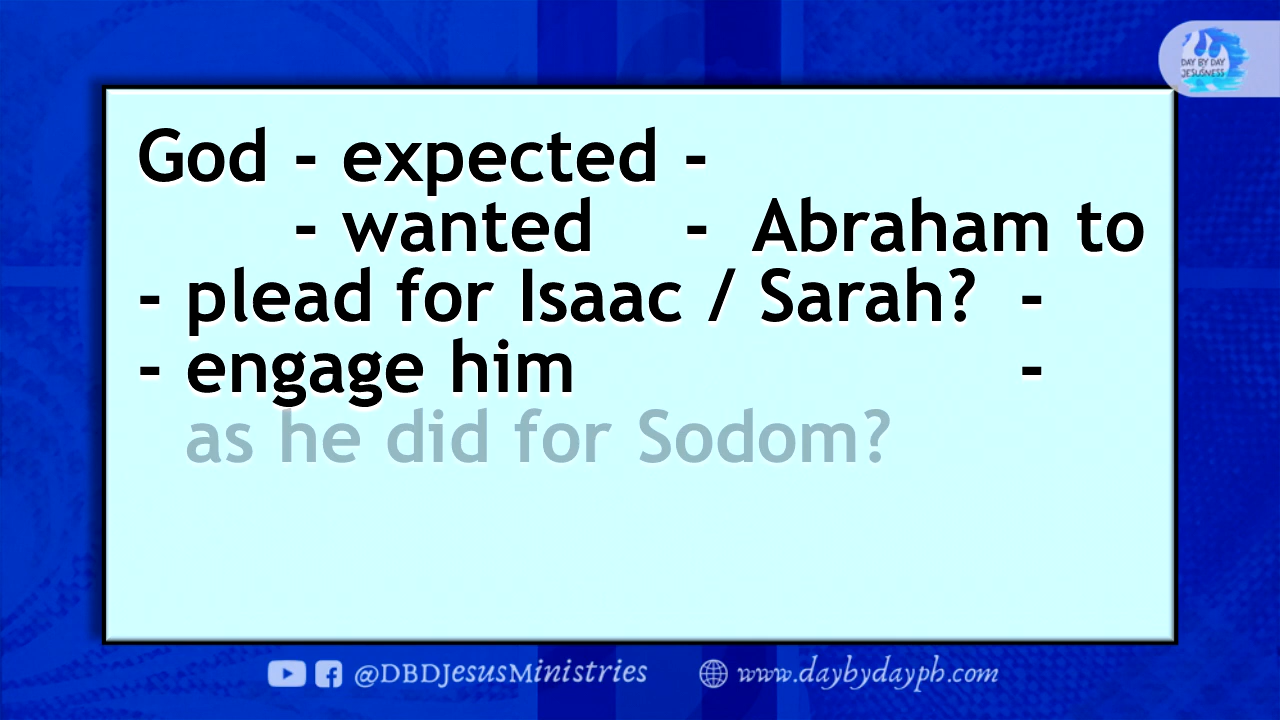 DAY BY DAY
JESUSNESS
God - expected -
- wanted - Abraham to
- plead for Isaac / Sarah? -
- engage him -
as he did for Sodom?
@DBDJesusMinistries www.daybydayph.com